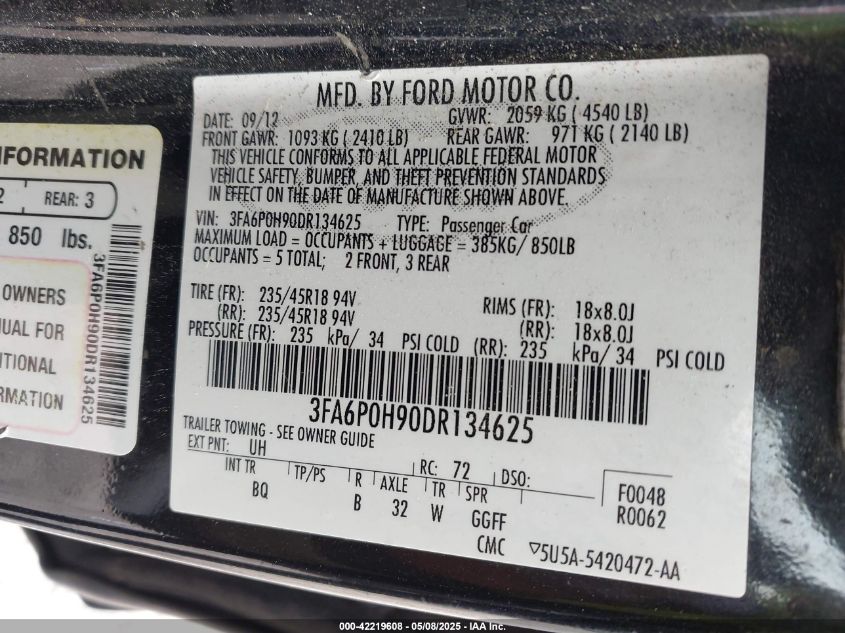 NFORMATION
2 REAR: 3
850 lbs.
OWNERS
NUAL FOR
ITIONAL
RMATION
3FA6P0H90DR134625
MFD. BY FORD MOTOR CO.
DATE: 09/12 GVWR: 2059 KG ( 4540 LB)
FRONT GAWR: 1093 KG ( 2410 LB) REAR GAWR: 971 KG ( 2140 LB)
THIS VEHICLE CONFORMS TO ALL APPLICABLE FEDERAL MOTOR
VEHICLE SAFETY, BUMPER, AND THEFT PREVENTION STANDARDS
IN EFFECT ON THE DATE OF MANUFACTURE SHOWN ABOVE.
VIN: 3FA6P0H90DR134625 TYPE: Passenger Car
MAXIMUM LOAD = OCCUPANTS + LUGGAGE = 385KG/ 850LB
OCCUPANTS = 5 TOTAL; 2 FRONT, 3 REAR
TIRE (FR): 235/45R18 94V RIMS (FR): 18x8.0J
(RR): 235/45R18 94V (RR): 18x8.0J
PRESSURE (FR): 235 kPa/ 34 PSI COLD (RR): 235 kPa/ 34 PSI COLD
3FA6P0H90DR134625
TRAILER TOWING - SEE OWNER GUIDE
EXT PNT: UH RC: 72 DSO:
INT TR TP/PS R AXLE TR SPR F0048
BQ B 32 W GGFF R0062
CMC ▽5U5A-5420472-AA
000-42219608 - 05/08/2025 - IAA Inc.